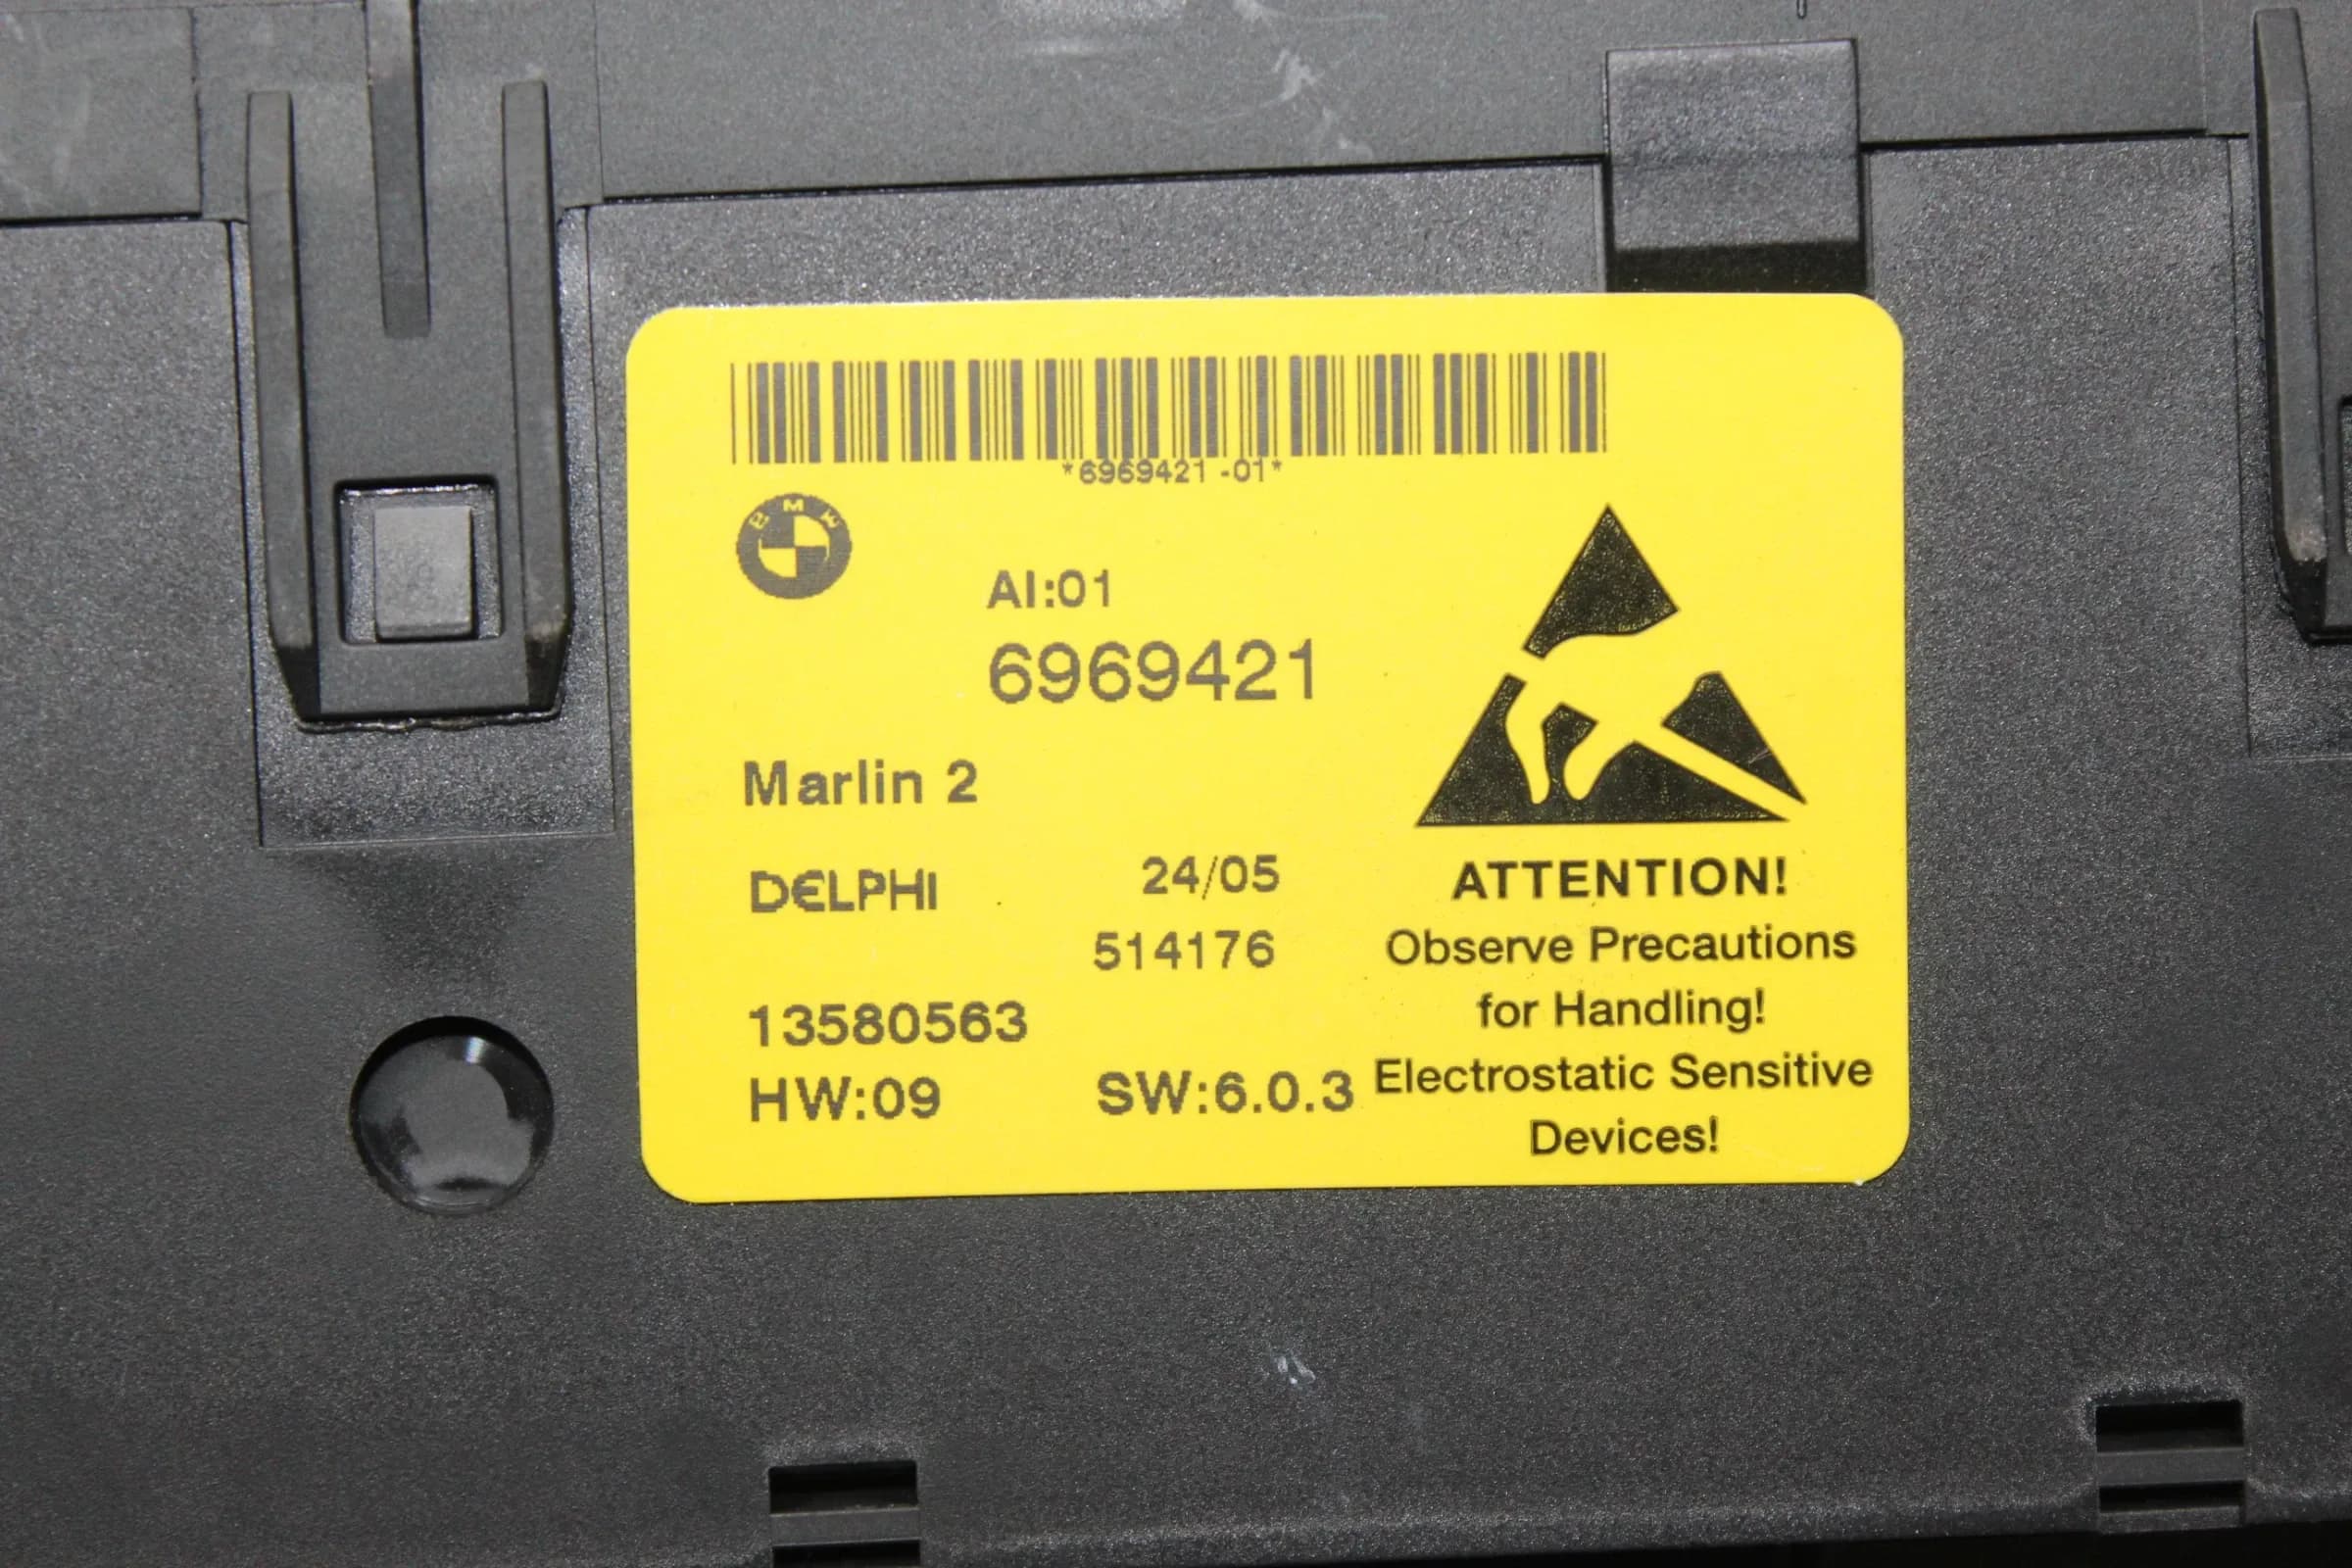 *6969421 -01*
BMW
AI:01
6969421
Marlin 2
DELPHI 24/05
514176
13580563
HW:09 SW:6.0.3
ATTENTION!
Observe Precautions
for Handling!
Electrostatic Sensitive
Devices!